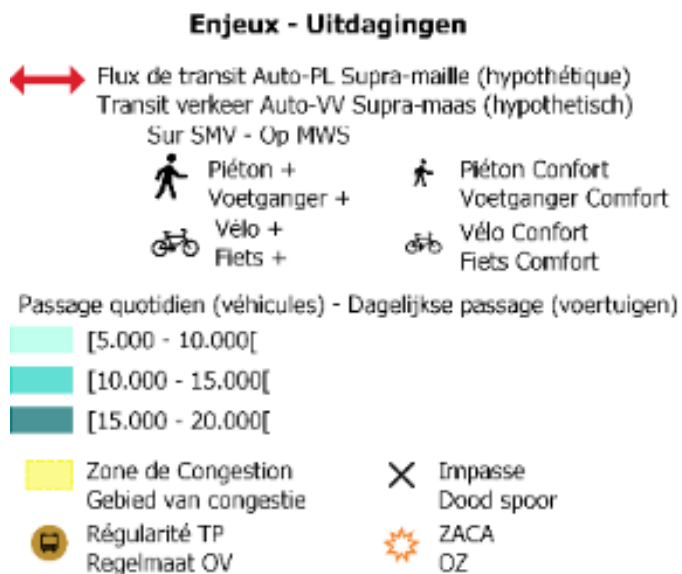 Enjeux - Uitdagingen
Flux de transit Auto-PL Supra-maille (hypothétique)
Transit verkeer Auto-VV Supra-maas (hypothetisch)
Sur SMV - Op MWS
Piéton +
Voetganger +
Piéton Confort
Voetganger Comfort
Vélo +
Fiets +
Vélo Confort
Fiets Comfort
Passage quotidien (véhicules) - Dagelijkse passage (voertuigen)
[5.000 - 10.000[
[10.000 - 15.000[
[15.000 - 20.000[
Zone de Congestion
Gebied van congestie
Impasse
Dood spoor
Régularité TP
Regelmaat OV
ZACA
OZ